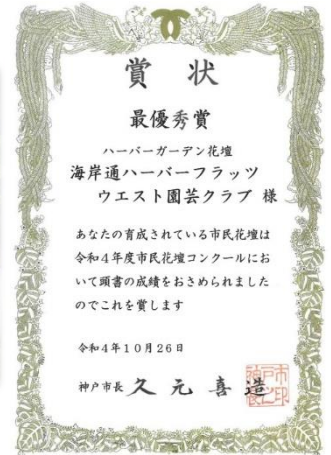 賞状
最優秀賞
ハーバーガーデン花壇
海岸通ハーバーフラッツ
ウエスト園芸クラブ 様
あなたの育成されている市民花壇は
令和4年度市民花壇コンクールにお
いて頭書の成績をおさめられました
のでこれを賞します
令和4年10月26日
神戸市長 久元喜造